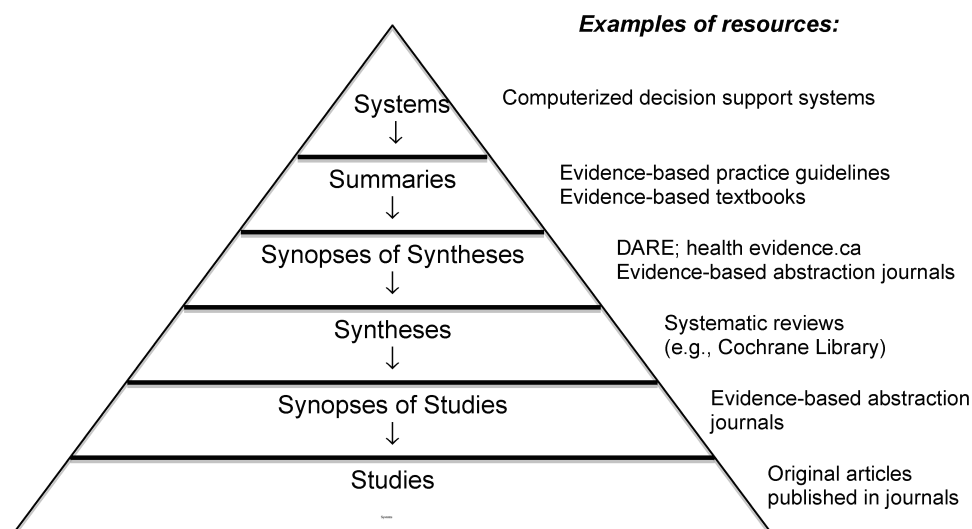 Examples of resources:
Systems
Computerized decision support systems
↓
Summaries
Evidence-based practice guidelines
Evidence-based textbooks
↓
Synopses of Syntheses
DARE; health evidence.ca
Evidence-based abstraction journals
↓
Syntheses
Systematic reviews
(e.g., Cochrane Library)
↓
Synopses of Studies
Evidence-based abstraction
journals
↓
Studies
Original articles
published in journals